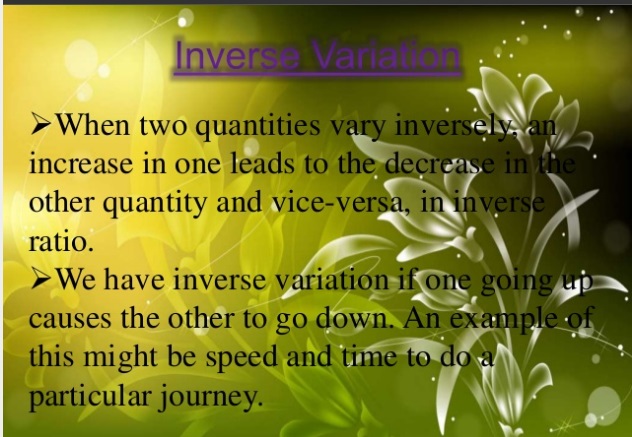 Inverse Variation
➢When two quantities vary inversely, an
increase in one leads to the decrease in the
other quantity and vice-versa, in inverse
ratio.
➢We have inverse variation if one going up
causes the other to go down. An example of
this might be speed and time to do a
particular journey.